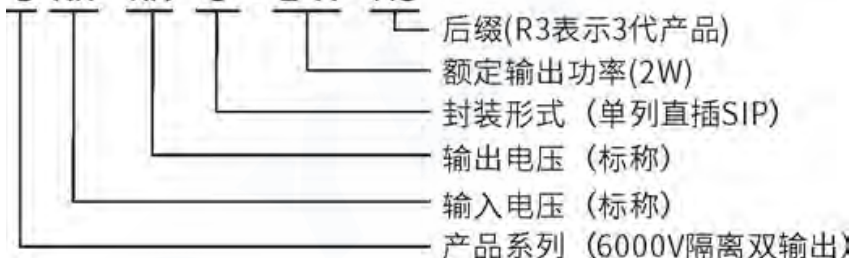 后缀(R3表示3代产品)
额定输出功率(2W)
封装形式（单列直插SIP）
输出电压（标称）
输入电压（标称）
产品系列（6000V隔离双输出）